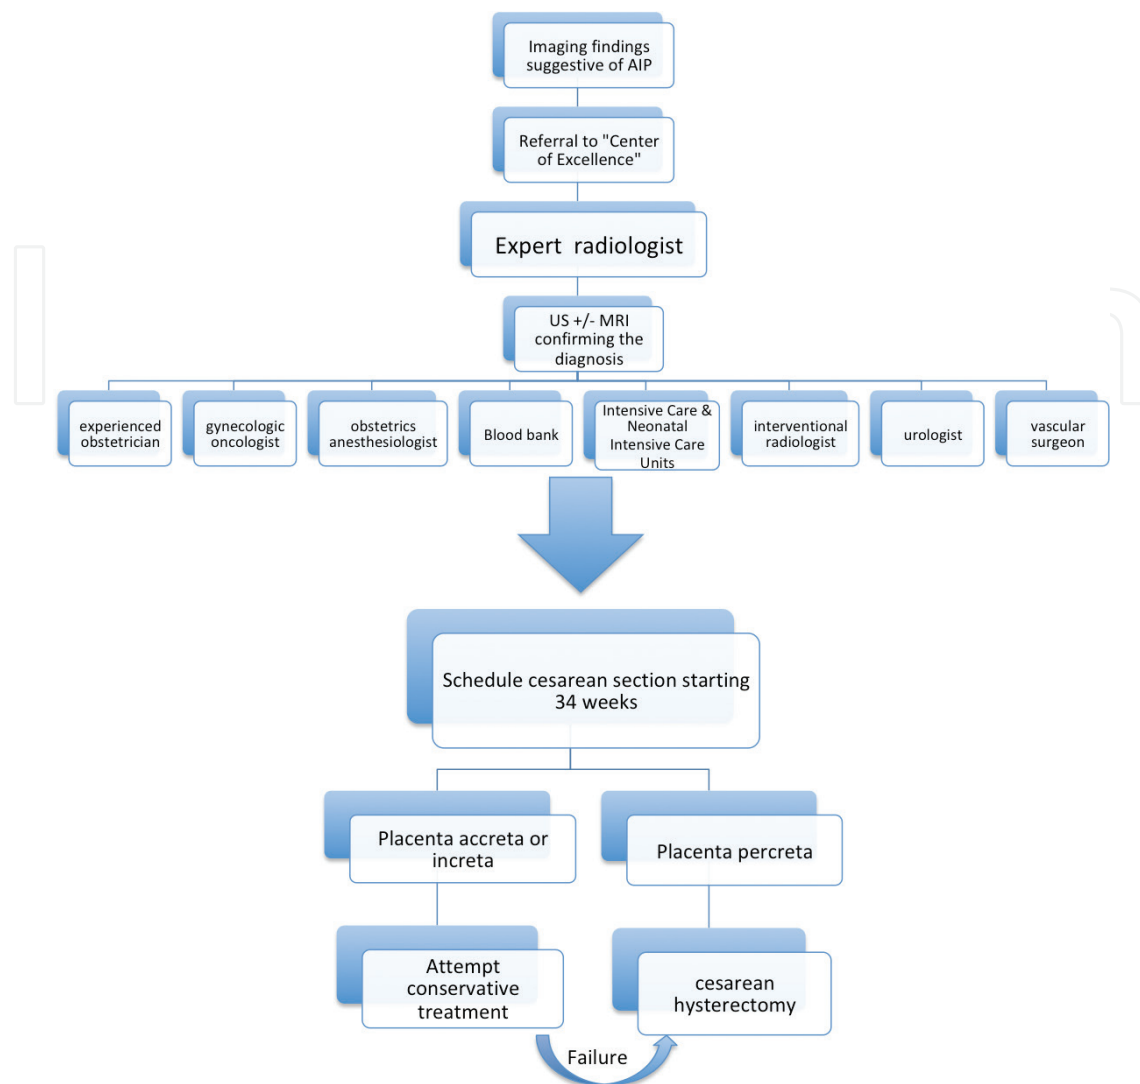 Imaging findings
suggestive of AIP
Referral to "Center
of Excellence"
Expert radiologist
US +/- MRI
confirming the
diagnosis
experienced
obstetrician
gynecologic
oncologist
obstetrics
anesthesiologist
Blood bank
Intensive Care &
Neonatal
Intensive Care
Units
interventional
radiologist
urologist
vascular
surgeon
Schedule cesarean section starting
34 weeks
Placenta accreta or
increta
Placenta percreta
Attempt
conservative
treatment
cesarean
hysterectomy
Failure